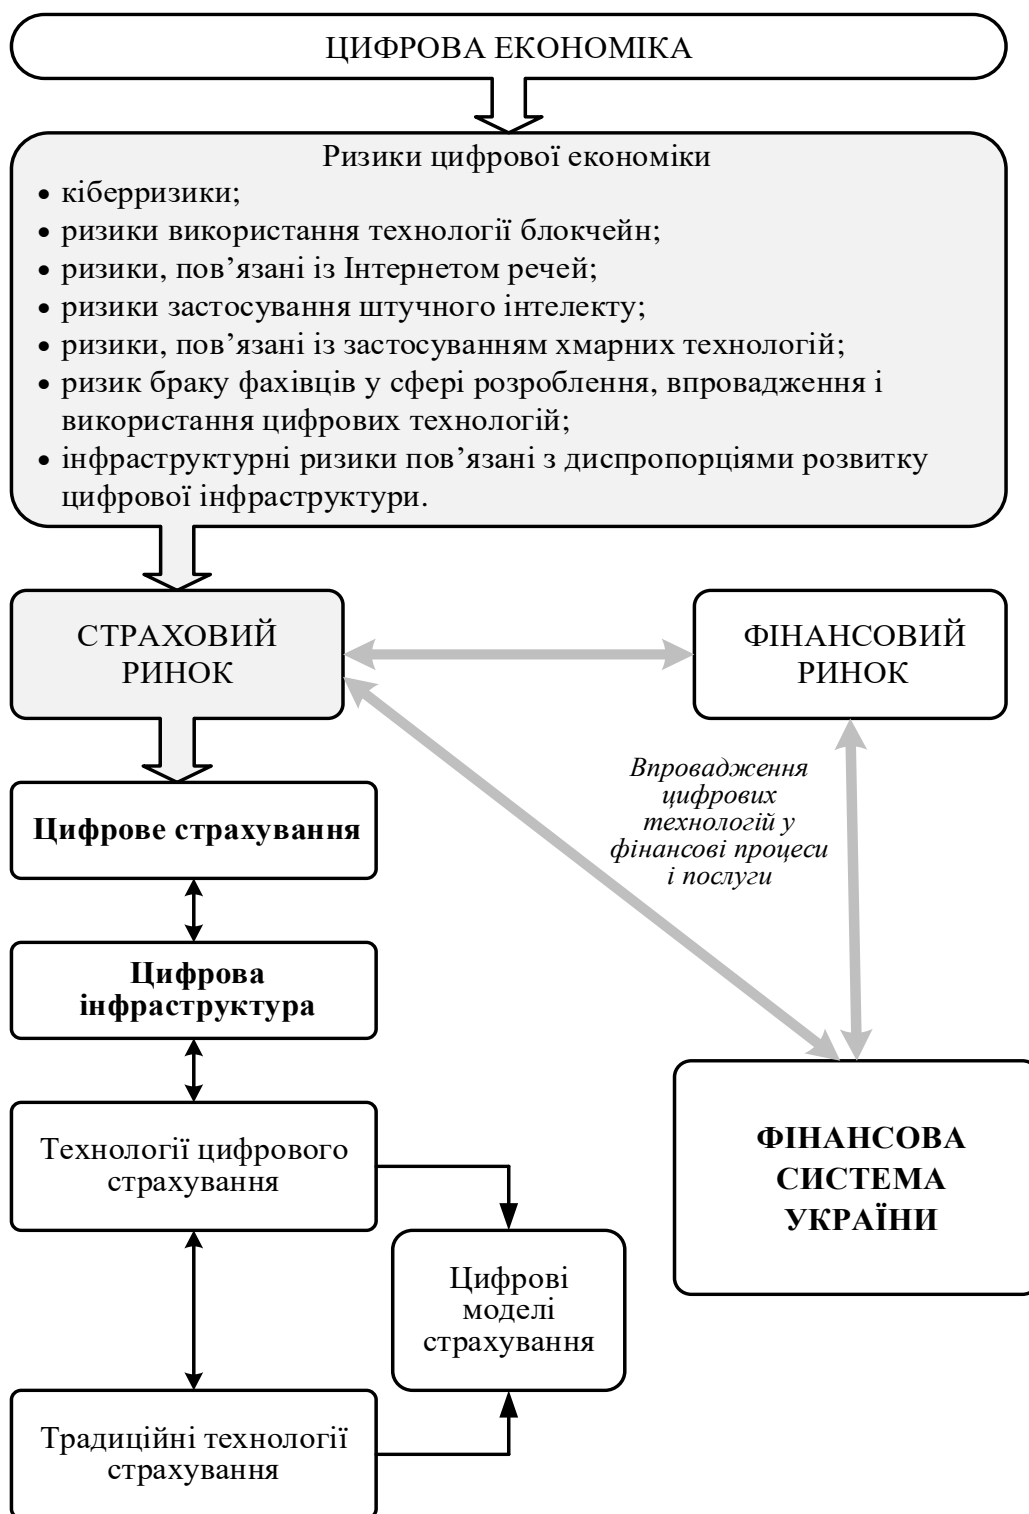 ЦИФРОВА ЕКОНОМІКА
Ризики цифрової економіки
• кіберризики;
• ризики використання технології блокчейн;
• ризики, пов’язані із Інтернетом речей;
• ризики застосування штучного інтелекту;
• ризики, пов’язані із застосуванням хмарних технологій;
• ризик браку фахівців у сфері розроблення, впровадження і
використання цифрових технологій;
• інфраструктурні ризики пов’язані з диспропорціями розвитку
цифрової інфраструктури.
СТРАХОВИЙ
РИНОК
ФІНАНСОВИЙ
РИНОК
Впровадження
цифрових
технологій у
фінансові процеси
і послуги
Цифрове страхування
Цифрова
інфраструктура
Технології цифрового
страхування
ФІНАНСОВА
СИСТЕМА
УКРАЇНИ
Цифрові
моделі
страхування
Традиційні технології
страхування